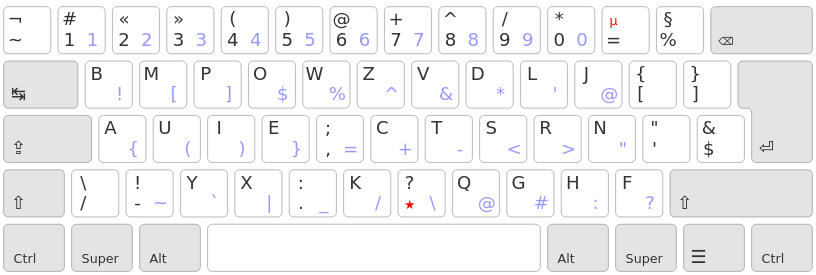 ¬ # « » ( ) @ + ^ / * µ §
~ 1 1 2 2 3 3 4 4 5 5 6 6 7 7 8 8 9 9 0 0 = % ⌫
B M P O W Z V D L J { }
↹ ! [ ] $ % ^ & * ' @ [ ]
A U I E ; C T S R N " &
⇪ { ( ) } , = + - < > " ' $ ⏎
\ ! Y X : K ? Q G H F
⇧ / - ~ ` | . _ / ★ \ @ # : ? ⇧
Ctrl Super Alt Alt Super ☰ Ctrl